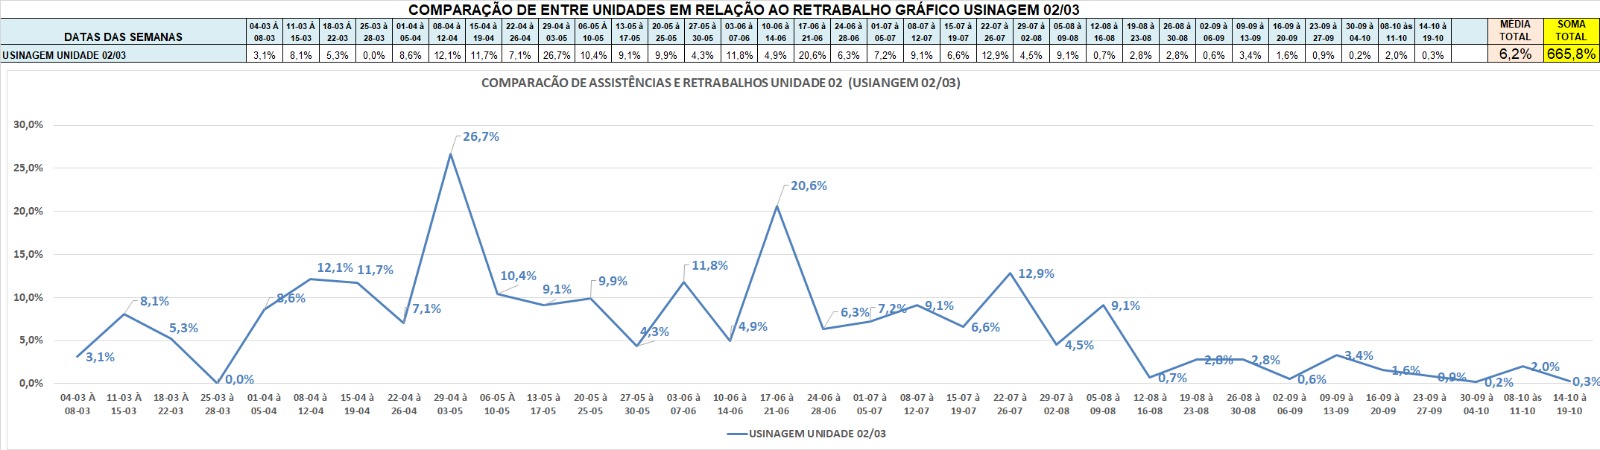 COMPARAÇÃO DE ENTRE UNIDADES EM RELAÇÃO AO RETRABALHO GRÁFICO USINAGEM 02/03
DATAS DAS SEMANAS 04-03 À 08-03 11-03 À 15-03 18-03 À 22-03 25-03 à 28-03 01-04 à 05-04 08-04 à 12-04 15-04 à 19-04 22-04 à 26-04 29-04 à 03-05 06-05 À 10-05 13-05 à 17-05 20-05 à 25-05 27-05 à 30-05 03-06 à 07-06 10-06 à 14-06 17-06 à 21-06 24-06 à 28-06 01-07 à 05-07 08-07 à 12-07 15-07 à 19-07 22-07 à 26-07 29-07 à 02-08 05-08 à 09-08 12-08 à 16-08 19-08 à 23-08 26-08 à 30-08 02-09 à 06-09 09-09 à 13-09 16-09 à 20-09 23-09 à 27-09 30-09 à 04-10 08-10 às 11-10 14-10 à 19-10 MÉDIA TOTAL SOMA TOTAL
USINAGEM UNIDADE 02/03 3,1% 8,1% 5,3% 0,0% 8,6% 12,1% 11,7% 7,1% 26,7% 10,4% 9,1% 9,9% 4,3% 11,8% 4,9% 20,6% 6,3% 7,2% 9,1% 6,6% 12,9% 4,5% 9,1% 0,7% 2,8% 2,8% 0,6% 3,4% 1,6% 0,9% 0,2% 2,0% 0,3% 6,2% 665,8%
COMPARACÃO DE ASSISTÊNCIAS E RETRABALHOS UNIDADE 02 (USIANGEM 02/03)
30,0%
25,0%
20,0%
15,0%
10,0%
5,0%
0,0%
3,1% 8,1% 5,3% 0,0% 8,6% 12,1% 11,7% 7,1% 26,7% 10,4% 9,1% 9,9% 4,3% 11,8% 4,9% 20,6% 6,3% 7,2% 9,1% 6,6% 12,9% 4,5% 9,1% 0,7% 2,8% 2,8% 0,6% 3,4% 1,6% 0,9% 0,2% 2,0% 0,3%
04-03 À 11-03 À 18-03 À 25-03 à 01-04 à 08-04 à 15-04 à 22-04 à 29-04 à 06-05 À 13-05 à 20-05 à 27-05 à 03-06 à 10-06 à 17-06 à 24-06 à 01-07 à 08-07 à 15-07 à 22-07 à 29-07 à 05-08 à 12-08 à 19-08 à 26-08 à 02-09 à 09-09 à 16-09 à 23-09 à 30-09 à 08-10 às 14-10 à
08-03 15-03 22-03 28-03 05-04 12-04 19-04 26-04 03-05 10-05 17-05 25-05 30-05 07-06 14-06 21-06 28-06 05-07 12-07 19-07 26-07 02-08 09-08 16-08 23-08 30-08 06-09 13-09 20-09 27-09 04-10 11-10 19-10
USINAGEM UNIDADE 02/03